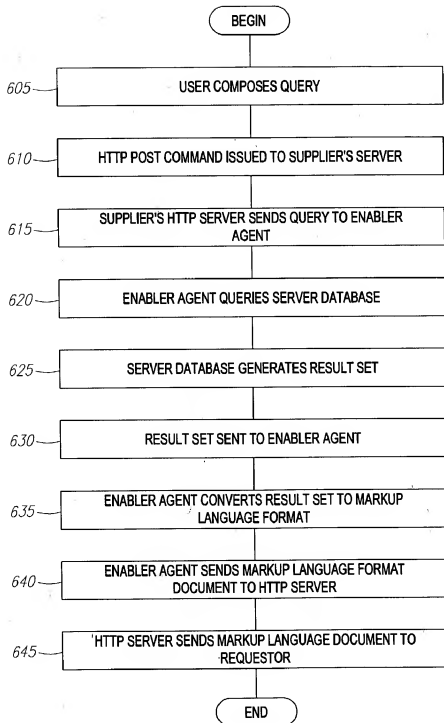 BEGIN
605
USER COMPOSES QUERY
610
HTTP POST COMMAND ISSUED TO SUPPLIER'S SERVER
615
SUPPLIER'S HTTP SERVER SENDS QUERY TO ENABLER
AGENT
620
ENABLER AGENT QUERIES SERVER DATABASE
625
SERVER DATABASE GENERATES RESULT SET
630
RESULT SET SENT TO ENABLER AGENT
635
ENABLER AGENT CONVERTS RESULT SET TO MARKUP
LANGUAGE FORMAT
640
ENABLER AGENT SENDS MARKUP LANGUAGE FORMAT
DOCUMENT TO HTTP SERVER
645
HTTP SERVER SENDS MARKUP LANGUAGE DOCUMENT TO
REQUESTOR
END